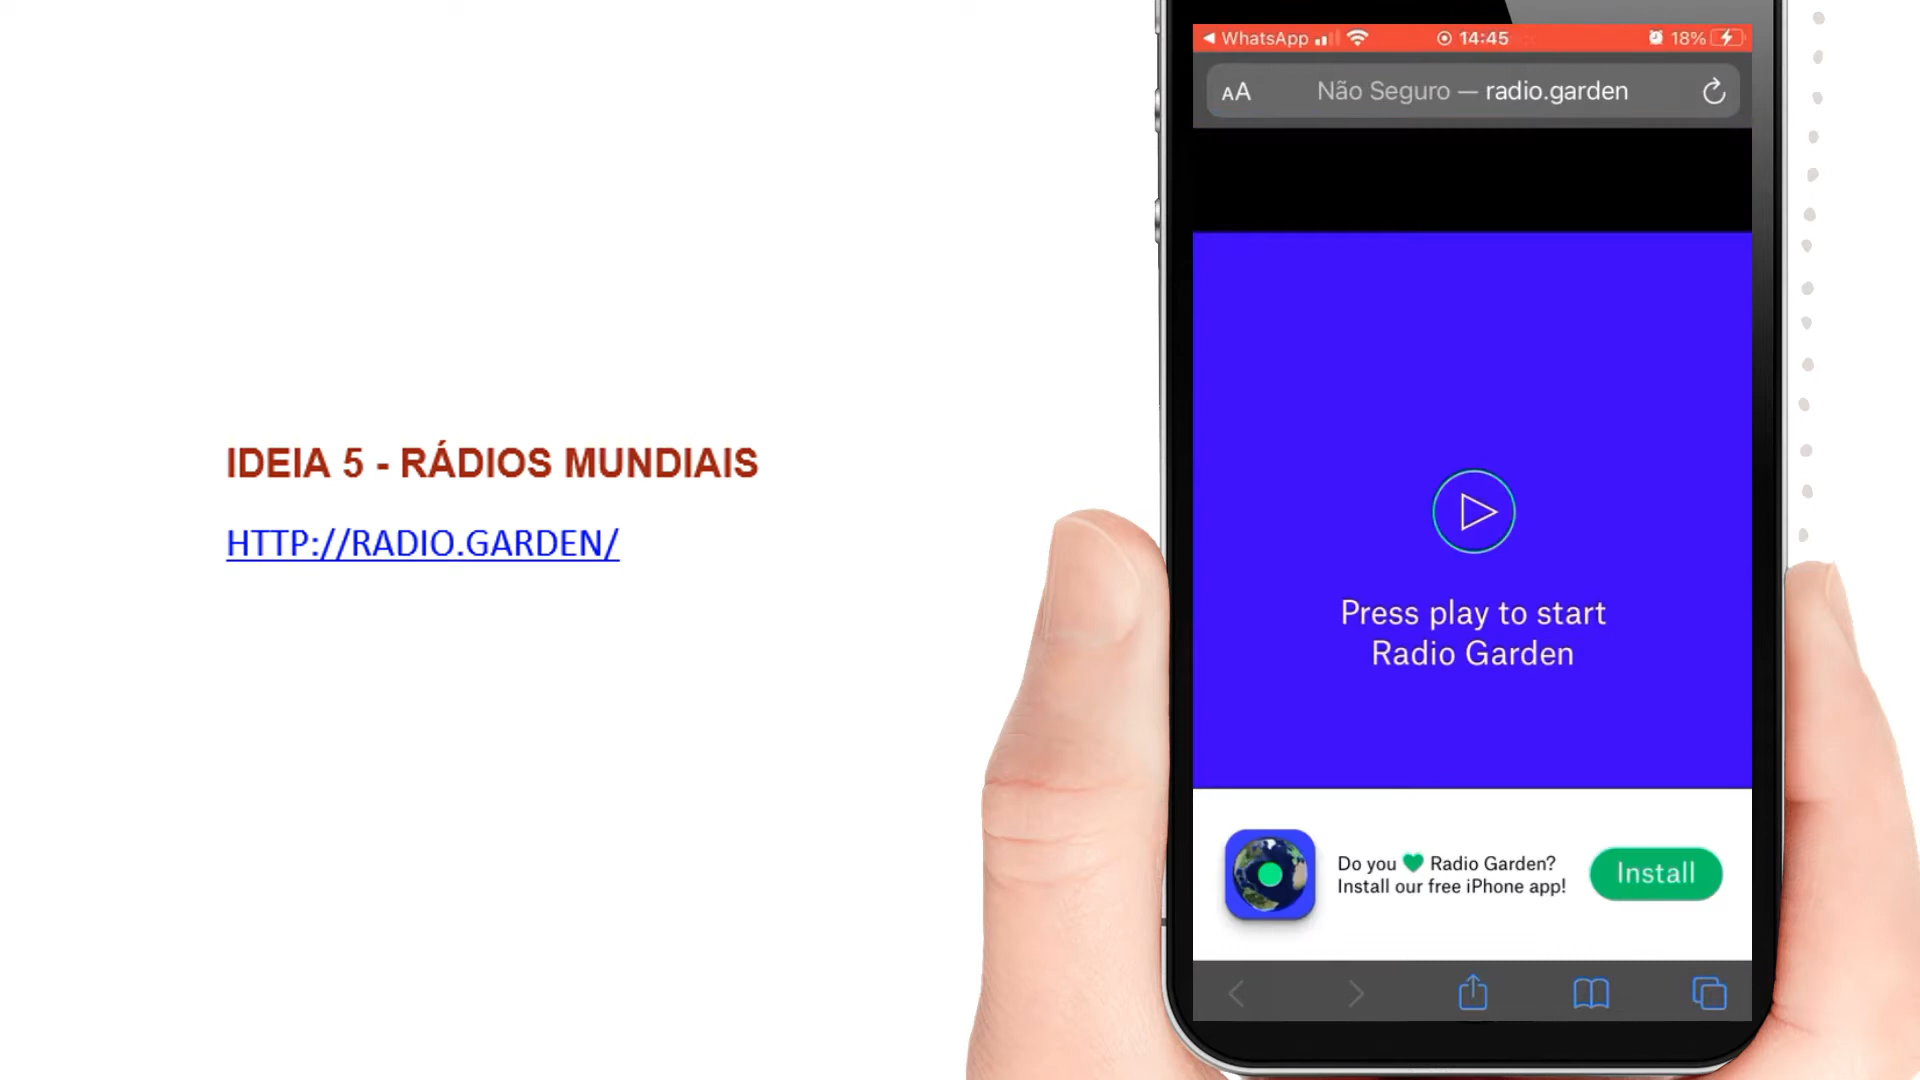 IDEIA 5 - RÁDIOS MUNDIAIS
HTTP://RADIO.GARDEN/
WhatsApp 14:45 18%
AA Não Seguro — radio.garden
Press play to start
Radio Garden
Do you 💚 Radio Garden?
Install our free iPhone app!
Install